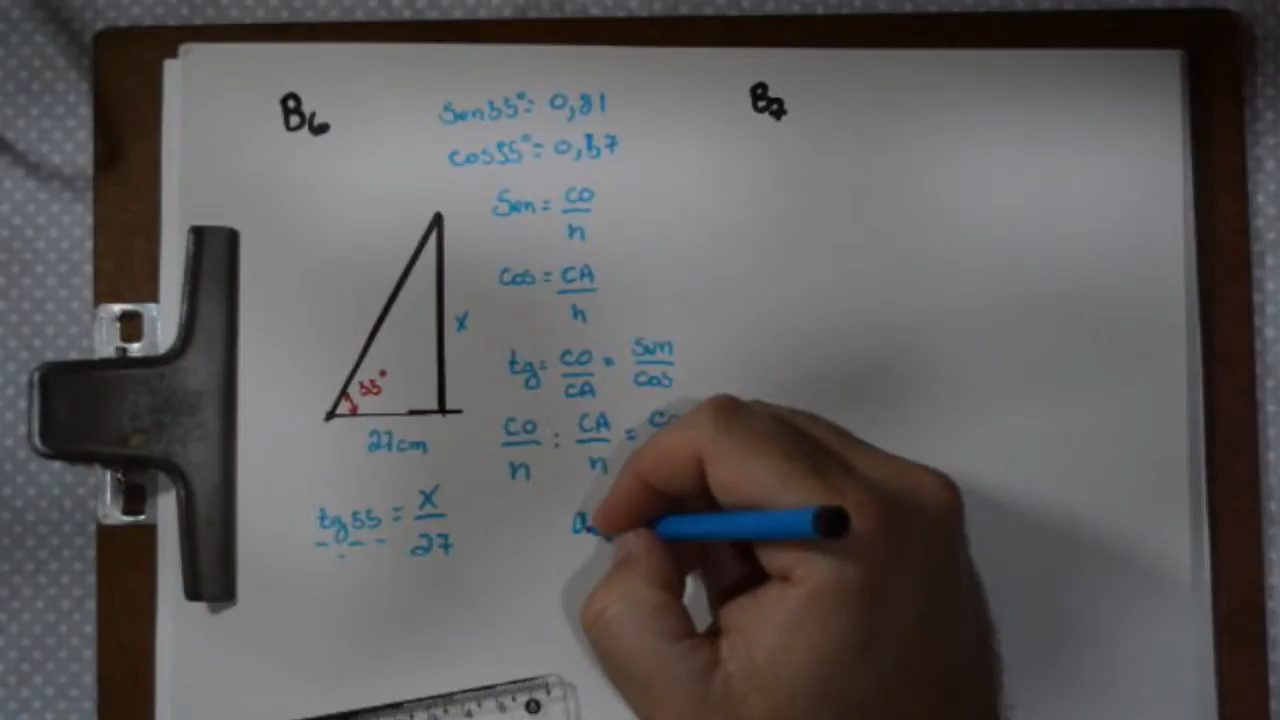 B6
Sen55°= 0,81
cos55°= 0,57
Sen = CO/h
cos = CA/h
x
tg = CO/CA = Sen/cos
55°
CO/h : CA/h =
27cm
tg55 = X/27
B7